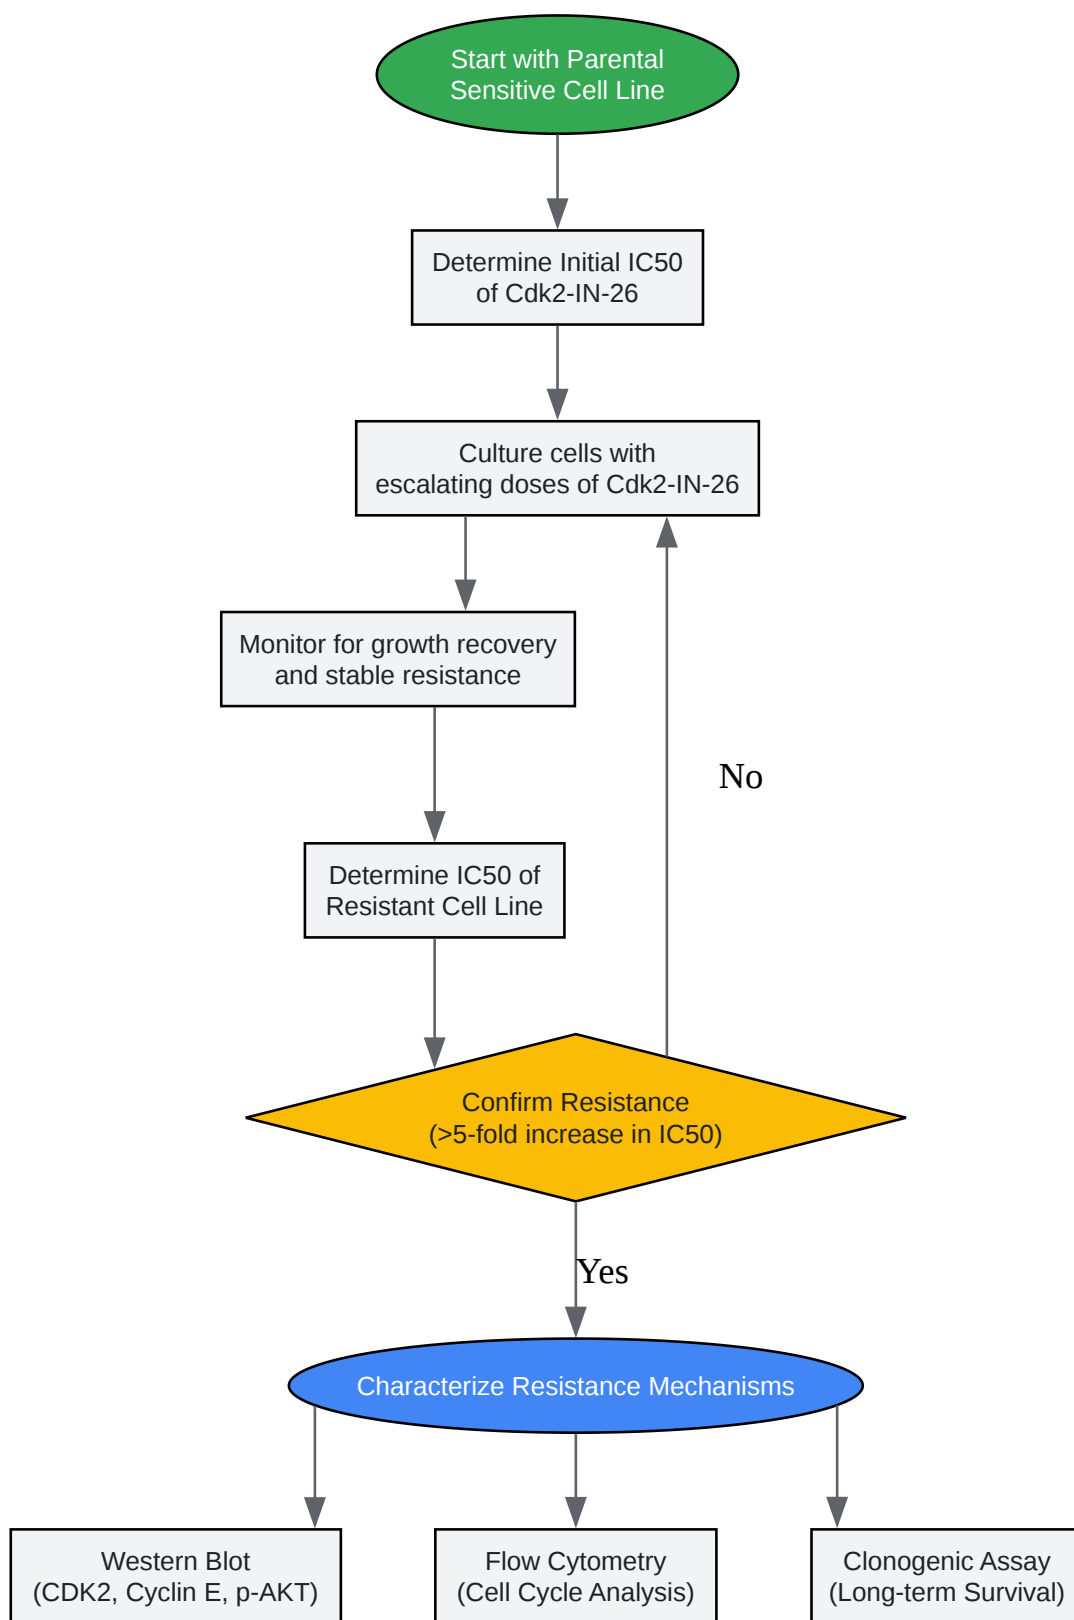 Start with Parental
Sensitive Cell Line
Determine Initial IC50
of Cdk2-IN-26
Culture cells with
escalating doses of Cdk2-IN-26
Monitor for growth recovery
and stable resistance
No
Determine IC50 of
Resistant Cell Line
Confirm Resistance
(>5-fold increase in IC50)
Yes
Characterize Resistance Mechanisms
Western Blot
(CDK2, Cyclin E, p-AKT)
Flow Cytometry
(Cell Cycle Analysis)
Clonogenic Assay
(Long-term Survival)